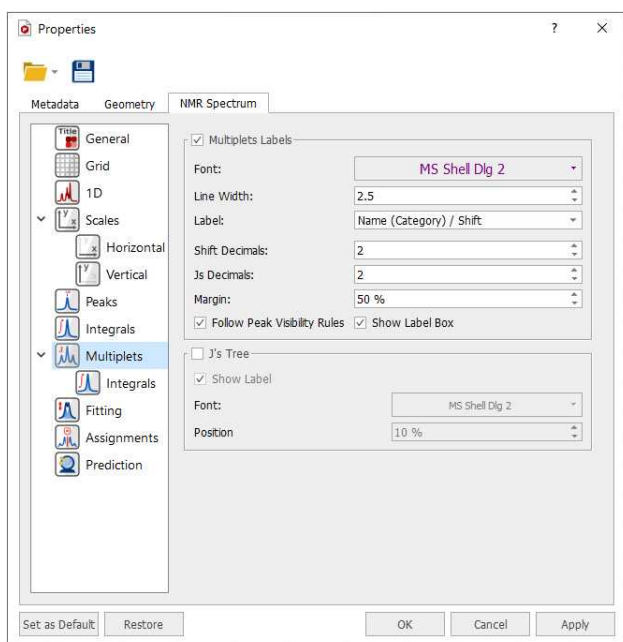 Properties
?
Metadata Geometry NMR Spectrum
Title
General
Grid
1D
Scales
Horizontal
Vertical
Peaks
Integrals
Multiplets
Integrals
Fitting
Assignments
Prediction
Multiplets Labels
Font: MS Shell Dlg 2
Line Width: 2.5
Label: Name (Category) / Shift
Shift Decimals: 2
Js Decimals: 2
Margin: 50 %
Follow Peak Visibility Rules Show Label Box
J's Tree
Show Label
Font: MS Shell Dlg 2
Position 10 %
Set as Default Restore OK Cancel Apply